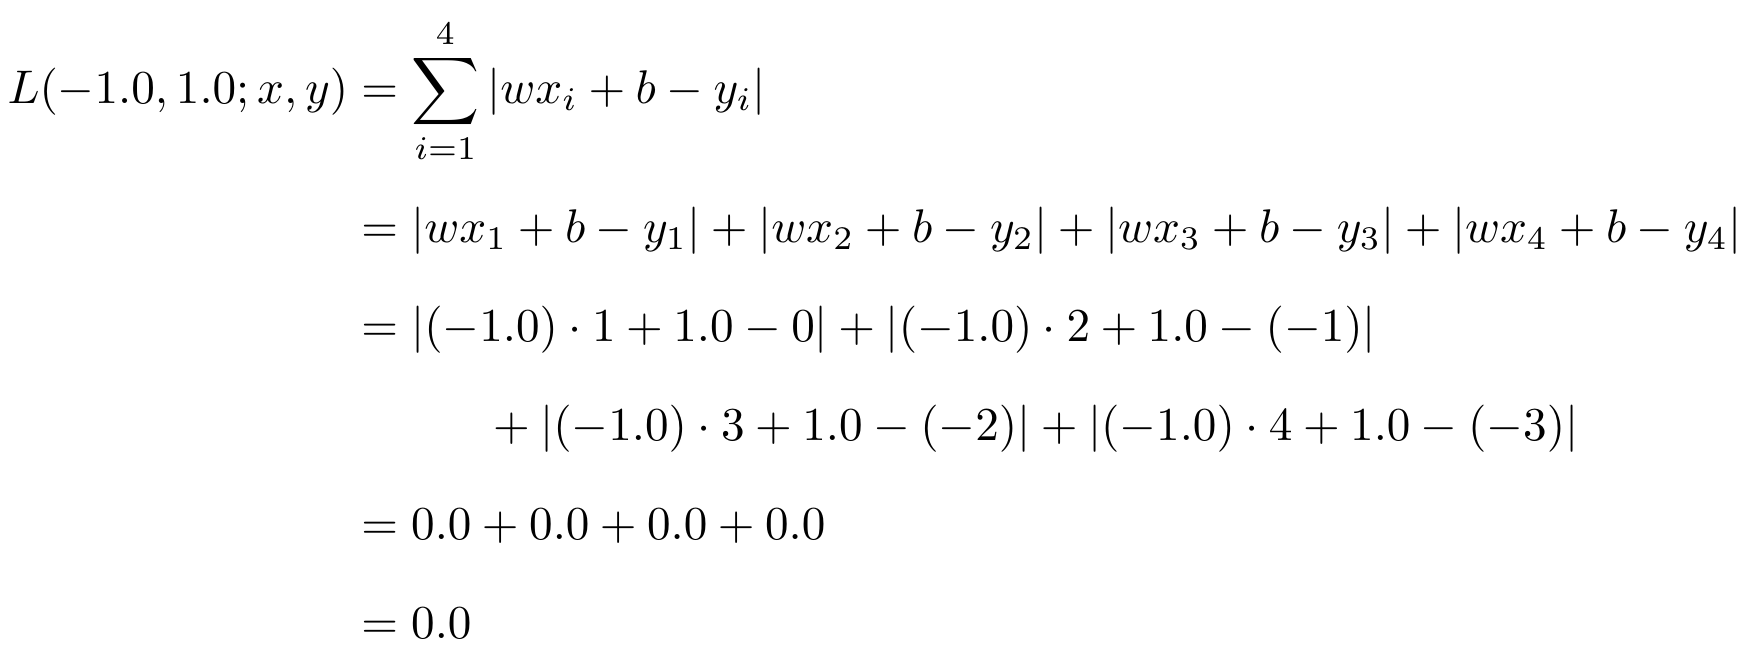 L(−1.0, 1.0; x, y) = \sum_{i=1}^{4} |wx_i + b − y_i|
= |wx_1 + b − y_1| + |wx_2 + b − y_2| + |wx_3 + b − y_3| + |wx_4 + b − y_4|
= |(−1.0) · 1 + 1.0 − 0| + |(−1.0) · 2 + 1.0 − (−1)|
+ |(−1.0) · 3 + 1.0 − (−2)| + |(−1.0) · 4 + 1.0 − (−3)|
= 0.0 + 0.0 + 0.0 + 0.0
= 0.0